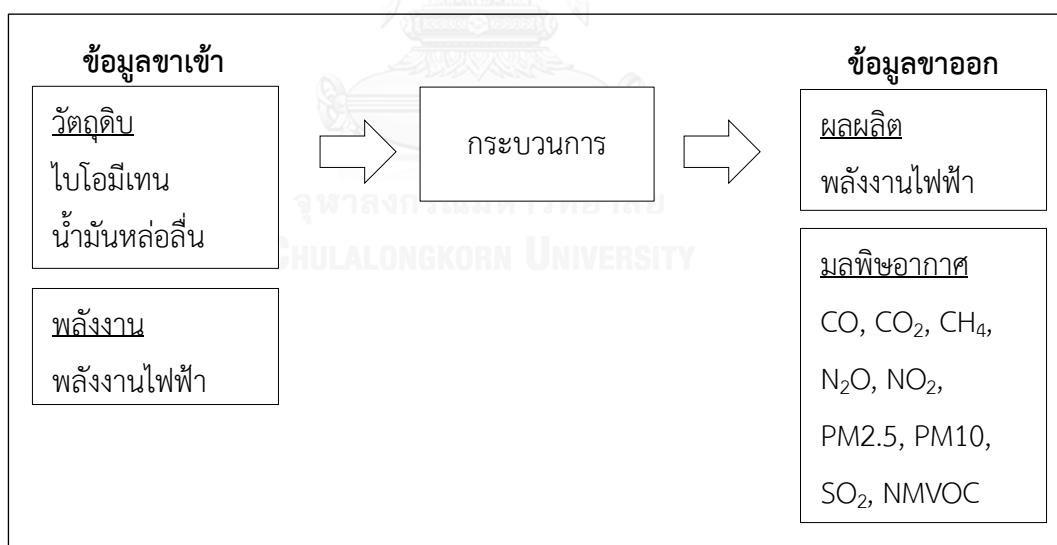 ข้อมูลขาเข้า
วัตถุดิบ
ไบโอมีเทน
น้ำมันหล่อลื่น
พลังงาน
พลังงานไฟฟ้า
กระบวนการ
ข้อมูลขาออก
ผลผลิต
พลังงานไฟฟ้า
มลพิษอากาศ
CO, CO₂, CH₄,
N₂O, NO₂,
PM2.5, PM10,
SO₂, NMVOC
จุฬาลงกรณ์มหาวิทยาลัย
CHULALONGKORN UNIVERSITY